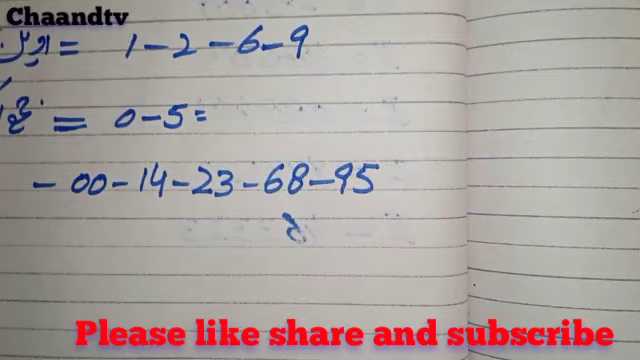 Chaandtv
= 1-2-6-9
= 0-5=
-00-14-23-68-95
Please like share and subscribe